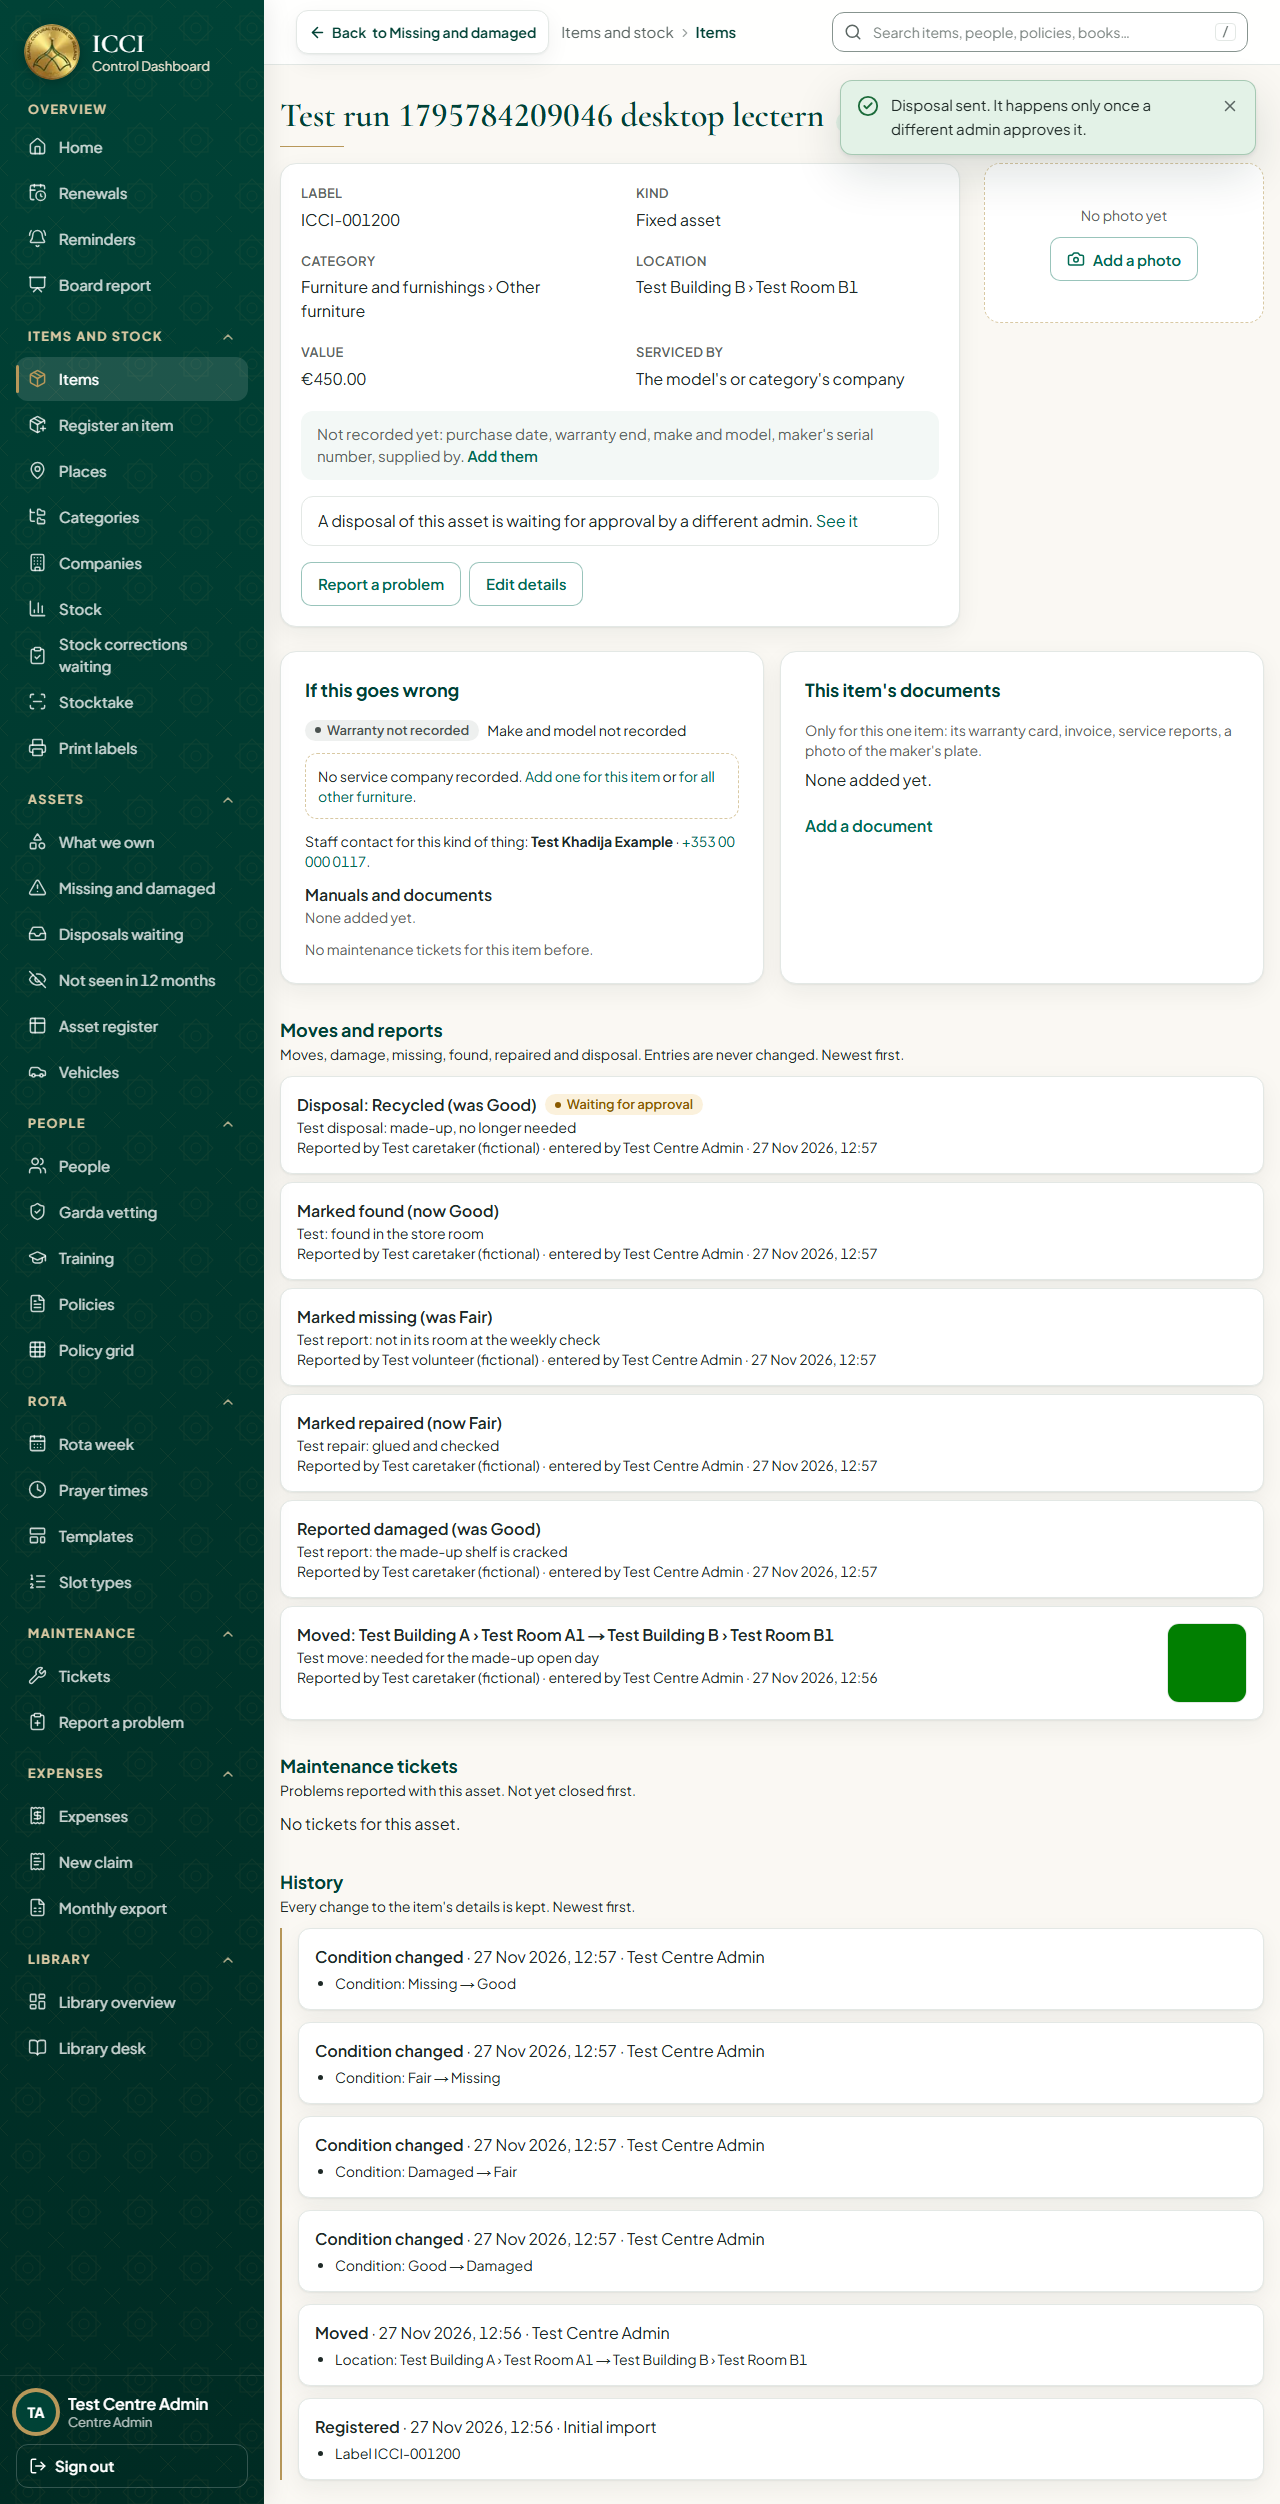 ICCI
Control Dashboard
OVERVIEW
Home
Renewals
Reminders
Board report
ITEMS AND STOCK
Items
Register an item
Places
Categories
Companies
Stock
Stock corrections
waiting
Stocktake
Print labels
ASSETS
What we own
Missing and damaged
Disposals waiting
Not seen in 12 months
Asset register
Vehicles
PEOPLE
People
Garda vetting
Training
Policies
Policy grid
ROTA
Rota week
Prayer times
Templates
Slot types
MAINTENANCE
Tickets
Report a problem
EXPENSES
Expenses
New claim
Monthly export
LIBRARY
Library overview
Library desk
TA
Test Centre Admin
Centre Admin
Sign out
Back to Missing and damaged
Items and stock › Items
Search items, people, policies, books...
/
Disposal sent. It happens only once a
different admin approves it.
Test run 1795784209046 desktop lectern
LABEL
ICCI-001200
KIND
Fixed asset
CATEGORY
Furniture and furnishings › Other
furniture
LOCATION
Test Building B › Test Room B1
VALUE
€450.00
SERVICED BY
The model's or category's company
Not recorded yet: purchase date, warranty end, make and model, maker's serial
number, supplied by. Add them
A disposal of this asset is waiting for approval by a different admin. See it
Report a problem
Edit details
No photo yet
Add a photo
If this goes wrong
Warranty not recorded
Make and model not recorded
No service company recorded. Add one for this item or for all
other furniture.
Staff contact for this kind of thing: Test Khadija Example · +353 00
000 0117.
Manuals and documents
None added yet.
No maintenance tickets for this item before.
This item's documents
Only for this one item: its warranty card, invoice, service reports, a
photo of the maker's plate.
None added yet.
Add a document
Moves and reports
Moves, damage, missing, found, repaired and disposal. Entries are never changed. Newest first.
Disposal: Recycled (was Good)
Waiting for approval
Test disposal: made-up, no longer needed
Reported by Test caretaker (fictional) · entered by Test Centre Admin · 27 Nov 2026, 12:57
Marked found (now Good)
Test: found in the store room
Reported by Test caretaker (fictional) · entered by Test Centre Admin · 27 Nov 2026, 12:57
Marked missing (was Fair)
Test report: not in its room at the weekly check
Reported by Test volunteer (fictional) · entered by Test Centre Admin · 27 Nov 2026, 12:57
Marked repaired (now Fair)
Test repair: glued and checked
Reported by Test caretaker (fictional) · entered by Test Centre Admin · 27 Nov 2026, 12:57
Reported damaged (was Good)
Test report: the made-up shelf is cracked
Reported by Test caretaker (fictional) · entered by Test Centre Admin · 27 Nov 2026, 12:57
Moved: Test Building A › Test Room A1 → Test Building B › Test Room B1
Test move: needed for the made-up open day
Reported by Test caretaker (fictional) · entered by Test Centre Admin · 27 Nov 2026, 12:56
Maintenance tickets
Problems reported with this asset. Not yet closed first.
No tickets for this asset.
History
Every change to the item's details is kept. Newest first.
Condition changed · 27 Nov 2026, 12:57 · Test Centre Admin
• Condition: Missing → Good
Condition changed · 27 Nov 2026, 12:57 · Test Centre Admin
• Condition: Fair → Missing
Condition changed · 27 Nov 2026, 12:57 · Test Centre Admin
• Condition: Damaged → Fair
Condition changed · 27 Nov 2026, 12:57 · Test Centre Admin
• Condition: Good → Damaged
Moved · 27 Nov 2026, 12:56 · Test Centre Admin
• Location: Test Building A › Test Room A1 → Test Building B › Test Room B1
Registered · 27 Nov 2026, 12:56 · Initial import
• Label ICCI-001200